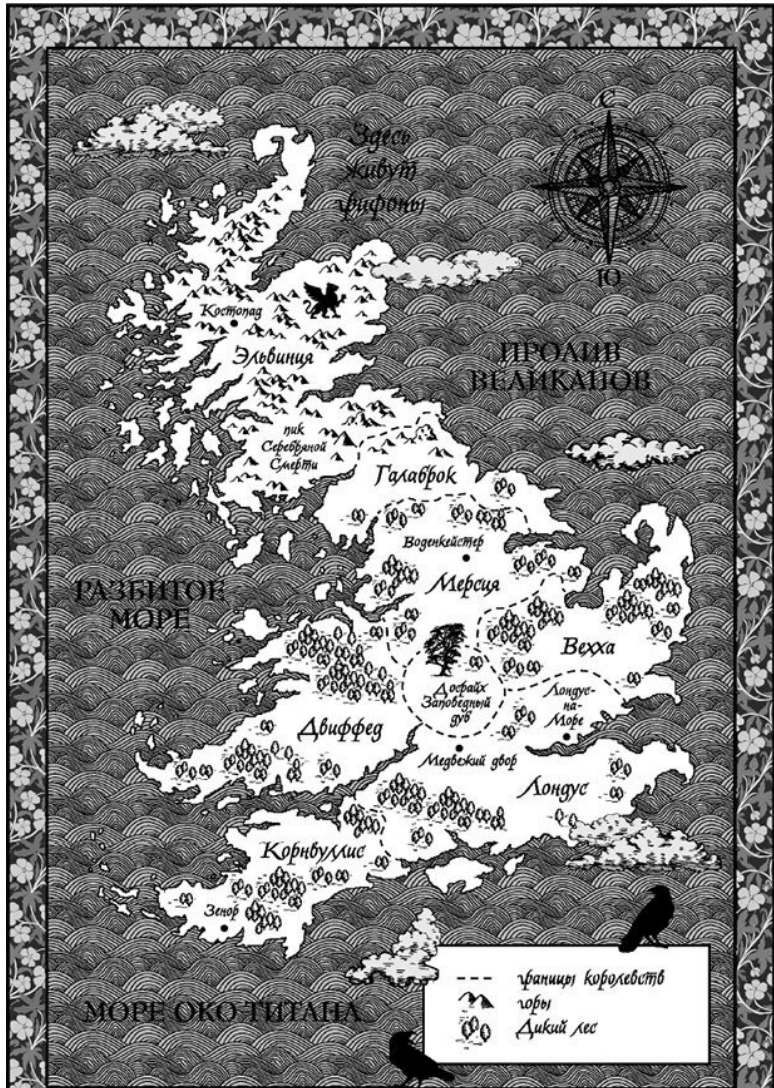 С
Здесь
живут
грифоны
Ю
Костопад
Эльвиния
ПРОЛИВ
ВЕЛИКАНОВ
пик
Серебряной
Смерти
Галаврок
Воденкейстер
Мерсия
РАЗБИТОЕ
МОРЕ
Вехха
Досрайх
Заповедный
дуб
Лондус-
на-
Море
Двиффед
Медвежий двор
Лондус
Корнвуллис
Зенор
МОРЕ ОКО ТИТАНА
границы королевств
горы
Дикий лес